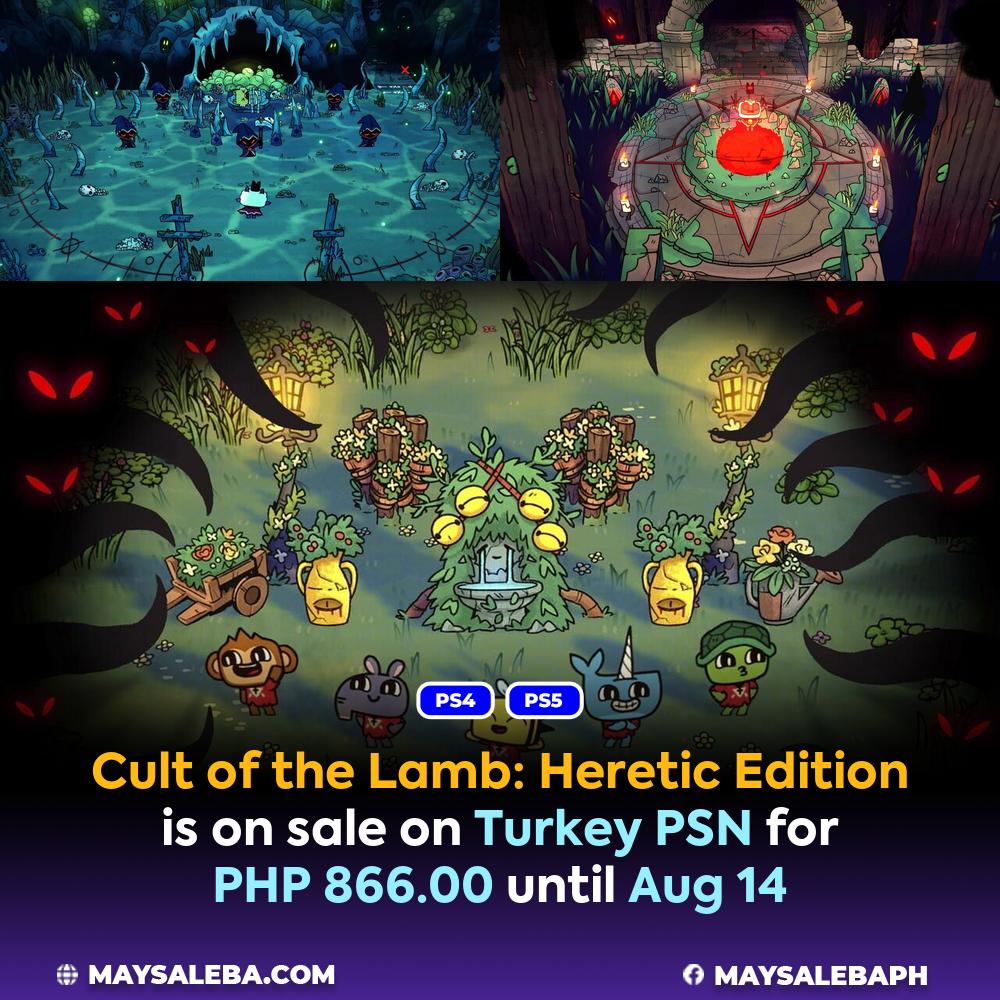 PS4 PS5
Cult of the Lamb: Heretic Edition
is on sale on Turkey PSN for
PHP 866.00 until Aug 14
MAYSALEBA.COM MAYSALEBAPH